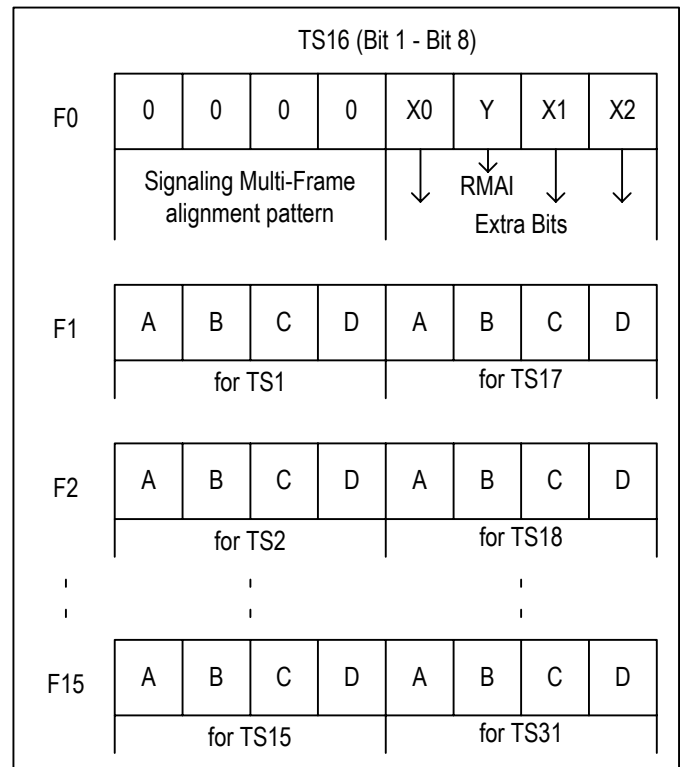 TS16 (Bit 1 - Bit 8)
F0 0 0 0 0 X0 Y X1 X2
Signaling Multi-Frame
alignment pattern
RMAI
Extra Bits
F1 A B C D A B C D
for TS1 for TS17
F2 A B C D A B C D
for TS2 for TS18
F15 A B C D A B C D
for TS15 for TS31